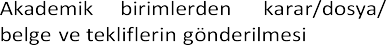 Akademik birimlerden karar/dosya/
belge ve tekliflerin gönderilmesi